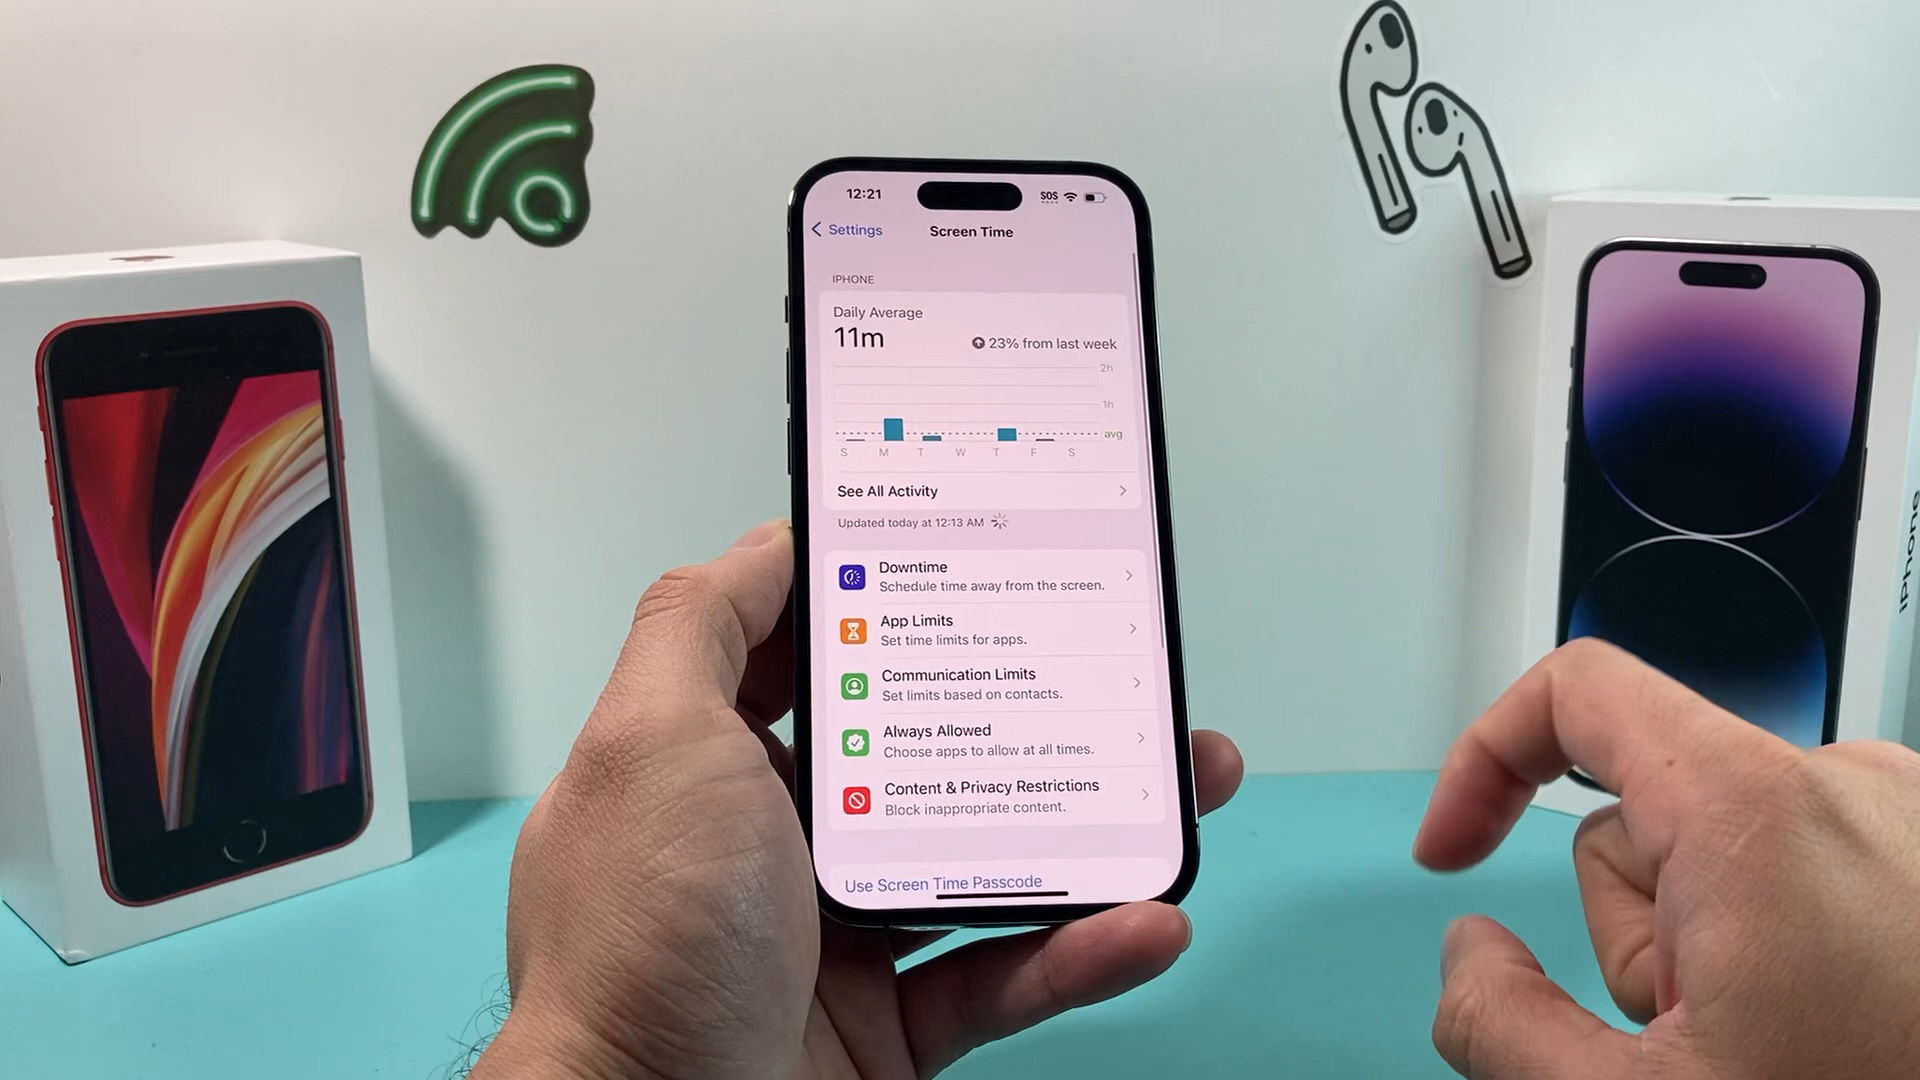 12:21
SOS
Settings
Screen Time
IPHONE
Daily Average
11m
23% from last week
2h
1h
avg
S M T W T F S
See All Activity
Updated today at 12:13 AM
Downtime
Schedule time away from the screen.
App Limits
Set time limits for apps.
Communication Limits
Set limits based on contacts.
Always Allowed
Choose apps to allow at all times.
Content & Privacy Restrictions
Block inappropriate content.
Use Screen Time Passcode
iPhone